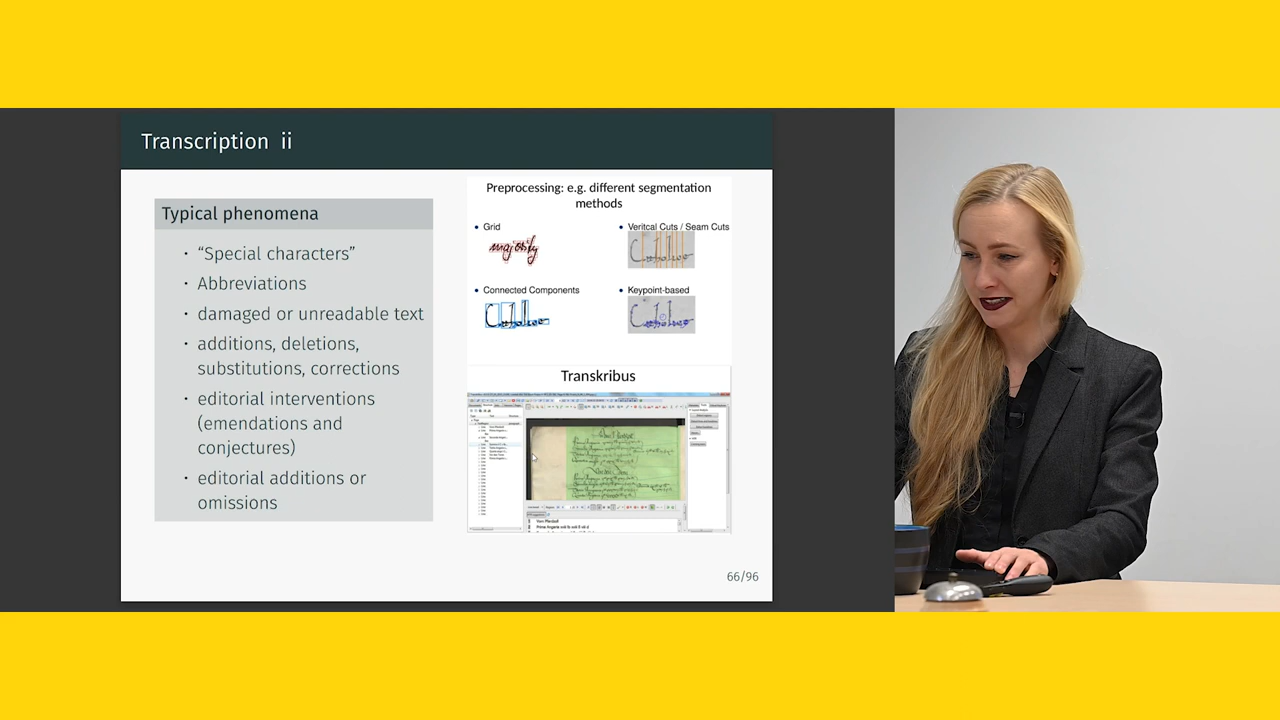 Transcription ii
Typical phenomena
· “Special characters”
· Abbreviations
· damaged or unreadable text
· additions, deletions,
substitutions, corrections
· editorial interventions
(emendations and
conjectures)
· editorial additions or
omissions
Preprocessing: e.g. different segmentation
methods
• Grid
majority
• Veritcal Cuts / Seam Cuts
• Connected Components
• Keypoint-based
Transkribus
66/96